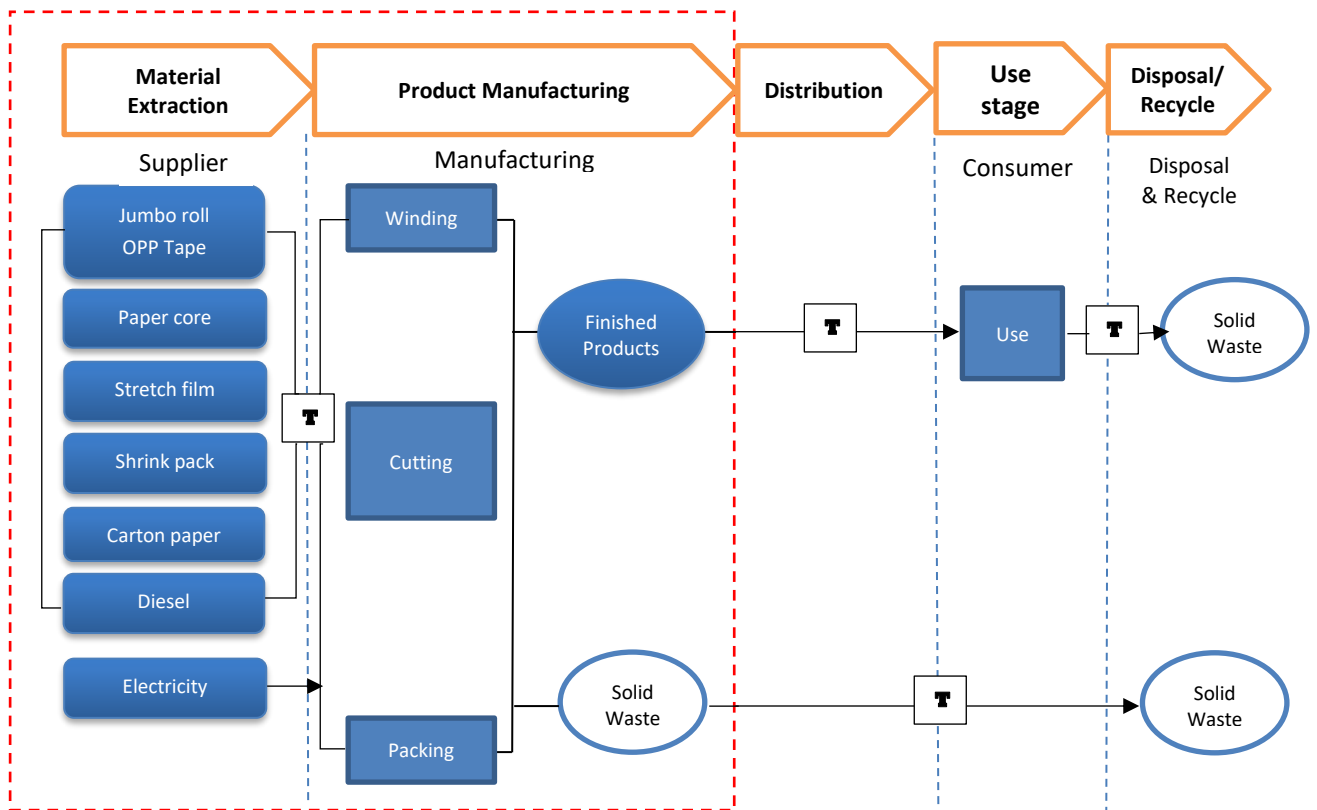 Material
Extraction
Product Manufacturing
Distribution
Use
stage
Disposal/
Recycle
Supplier
Manufacturing
Consumer
Disposal
& Recycle
Jumbo roll
OPP Tape
Paper core
Stretch film
Shrink pack
Carton paper
Diesel
Electricity
T
Winding
Cutting
Packing
Finished
Products
Solid
Waste
T
Use
T
Solid
Waste
T
Solid
Waste